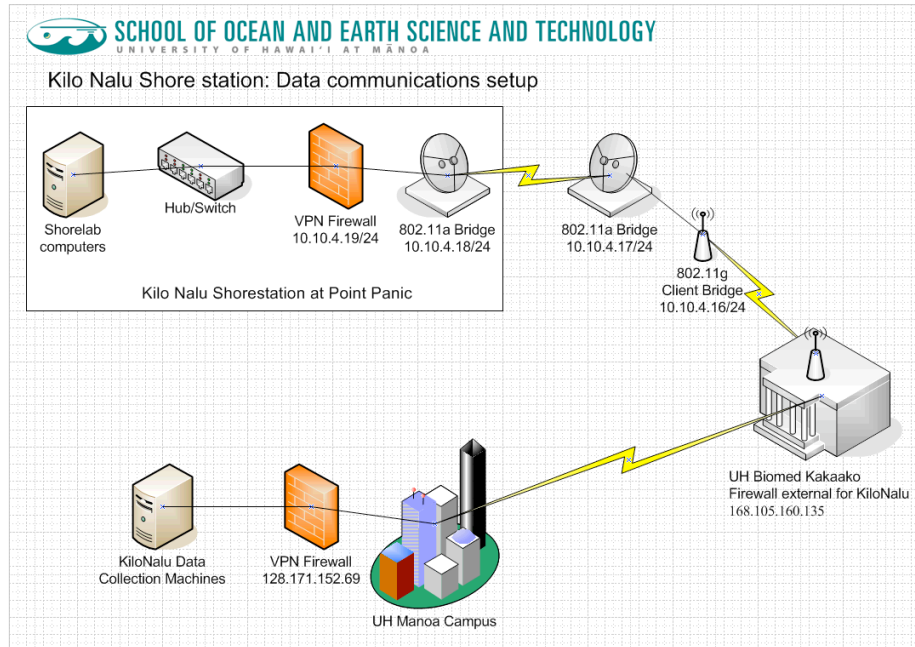 SCHOOL OF OCEAN AND EARTH SCIENCE AND TECHNOLOGY
UNIVERSITY OF HAWAI'I AT MĀNOA
Kilo Nalu Shore station: Data communications setup
Shorelab
computers
Hub/Switch
VPN Firewall
10.10.4.19/24
802.11a Bridge
10.10.4.18/24
802.11a Bridge
10.10.4.17/24
802.11g
Client Bridge
10.10.4.16/24
Kilo Nalu Shorestation at Point Panic
UH Biomed Kakaako
Firewall external for KiloNalu
168.105.160.135
KiloNalu Data
Collection Machines
VPN Firewall
128.171.152.69
UH Manoa Campus